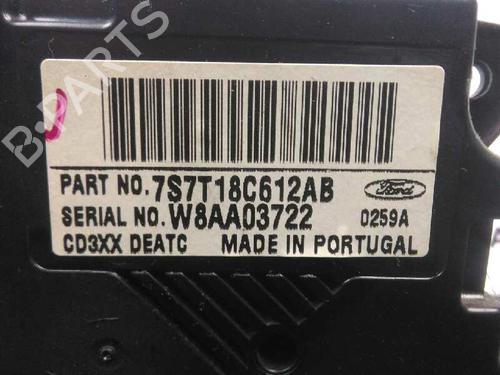 PART NO. 7S7T18C612AB
Ford
SERIAL NO. W8AA03722
0259A
CD3XX DEATC MADE IN PORTUGAL
B-PARTS